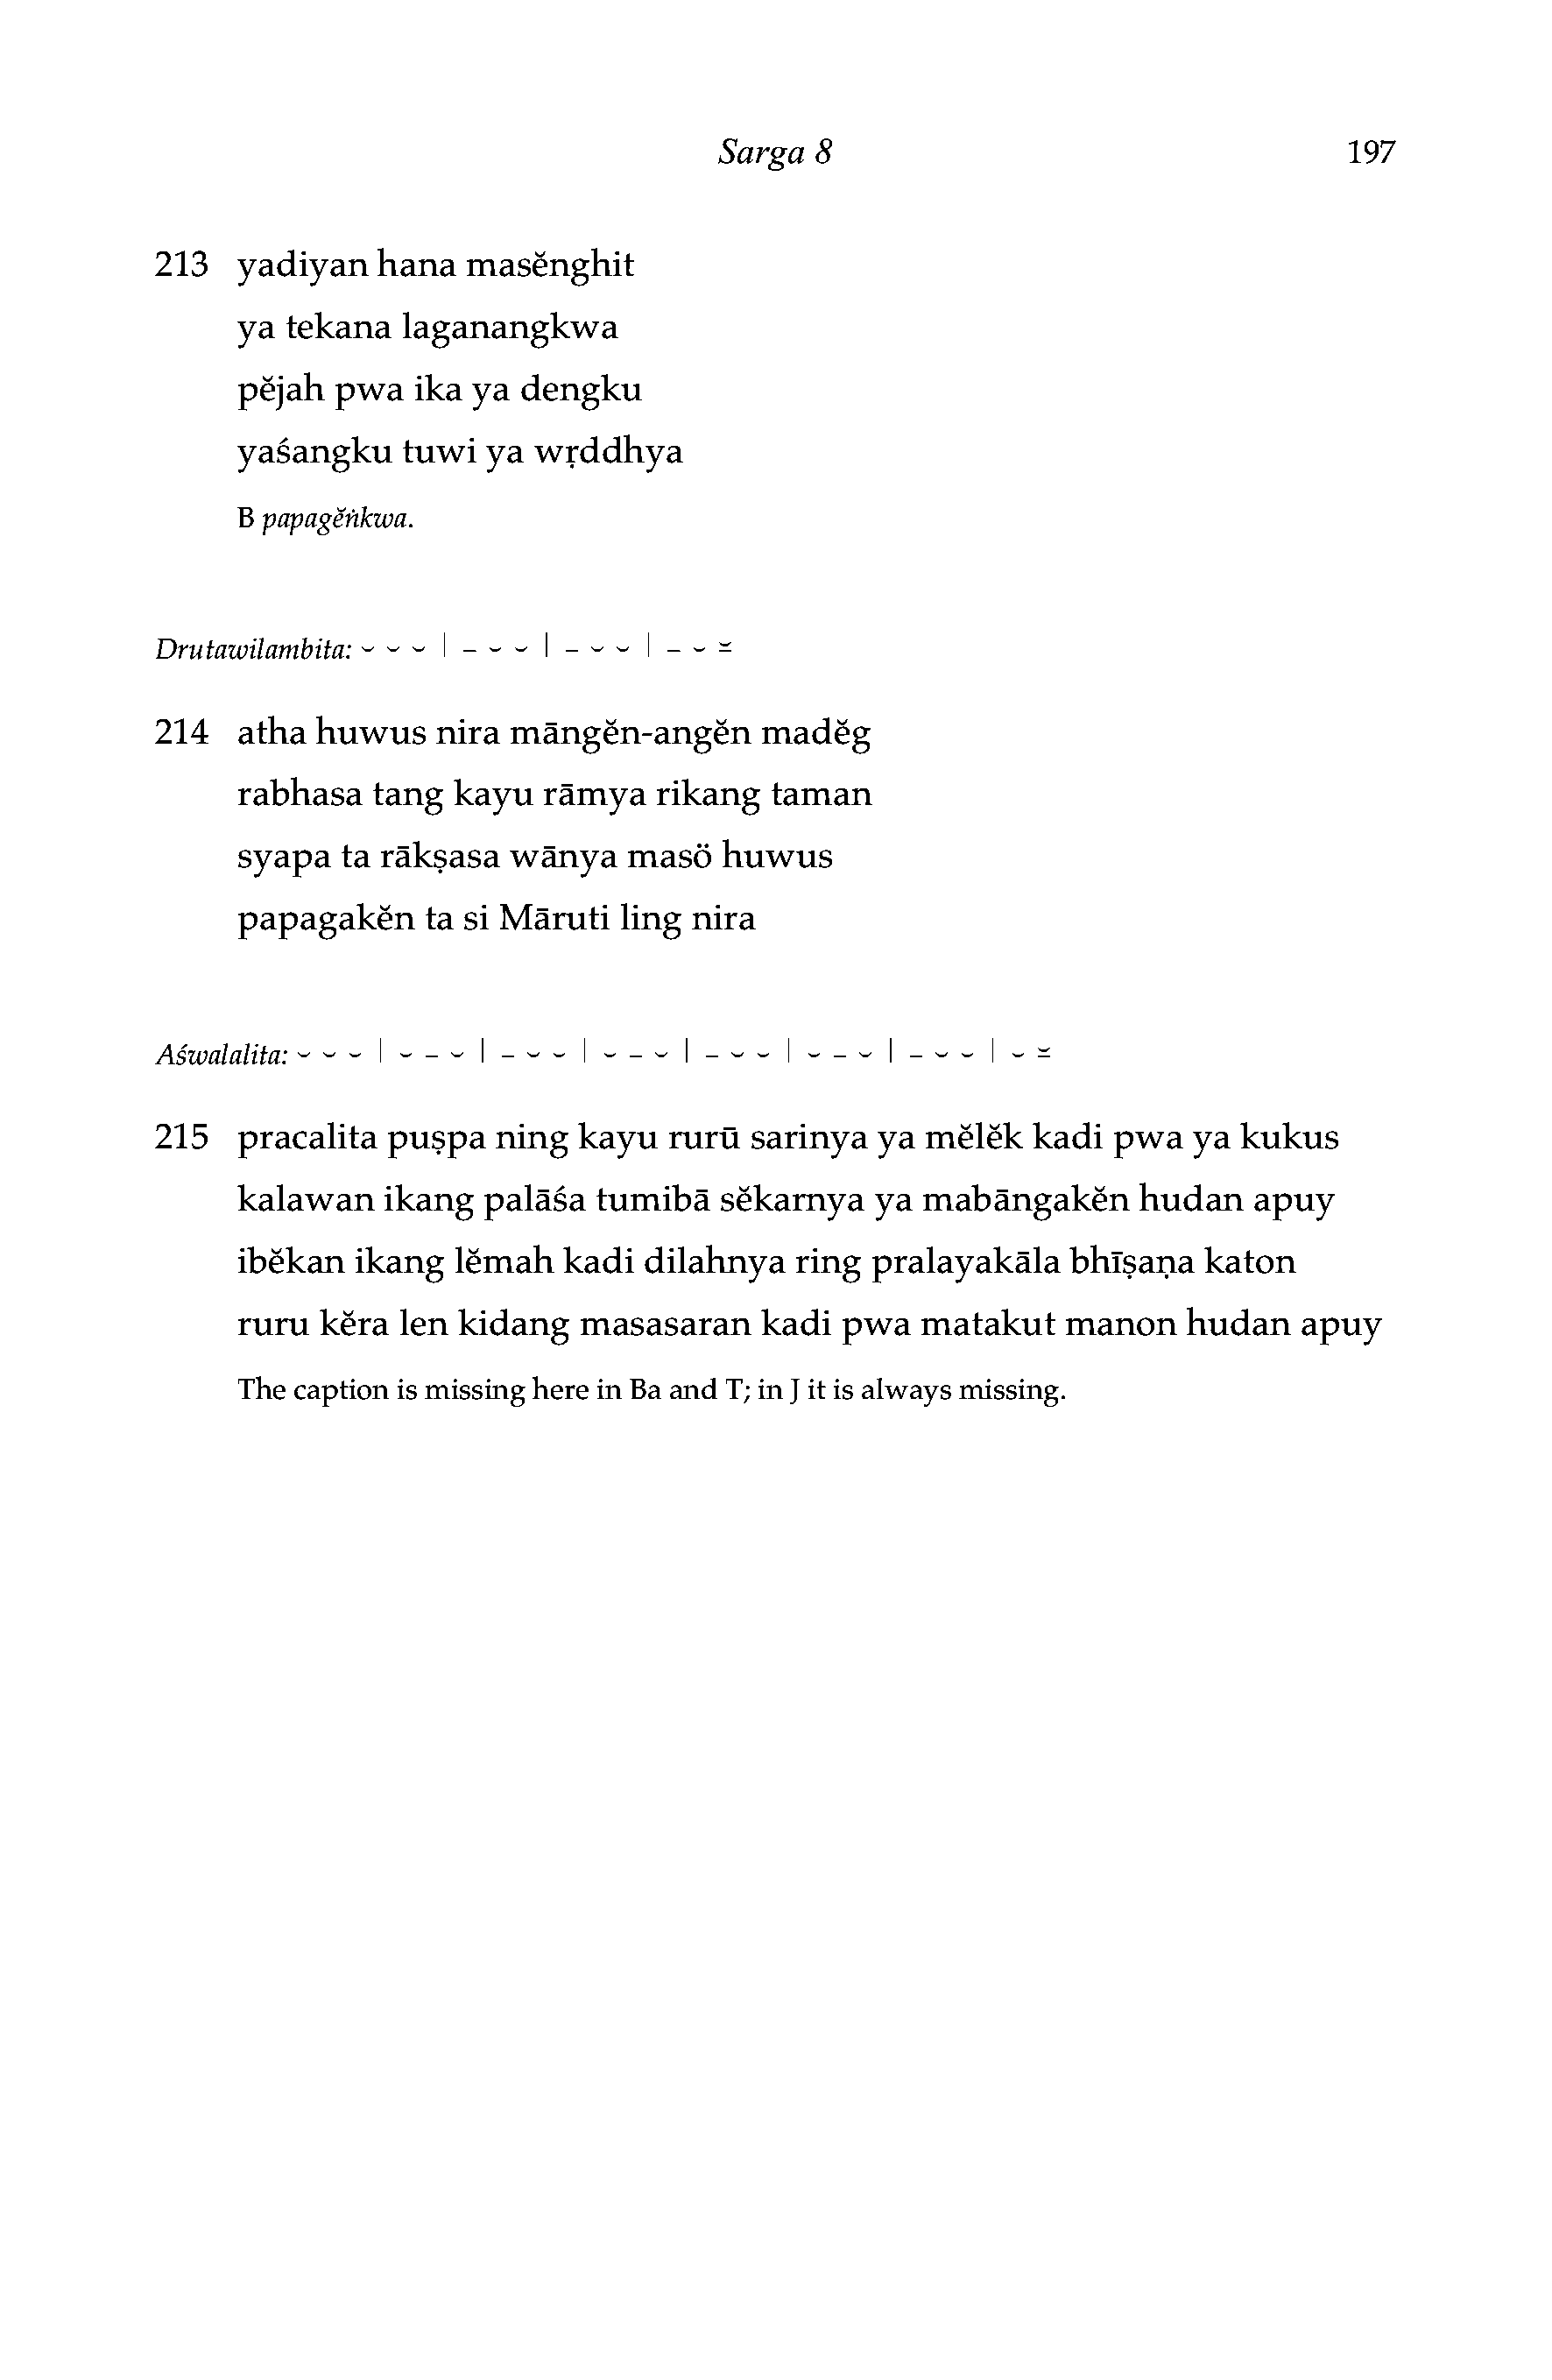 Sarga 8 197
213 yadiyan hana masĕnghit
ya tekana laganangkwa
pĕjah pwa ika ya dengku
yaśangku tuwi ya wṛddhya
B papagĕṅkwa.
Drutawilambita: ⏑ ⏑ ⏑ | – ⏑ ⏑ | – ⏑ ⏑ | – ⏑ ⏓
214 atha huwus nira māngĕn-angĕn madĕg
rabhasa tang kayu rāmya rikang taman
syapa ta rākṣasa wānya masö huwus
papagakĕn ta si Māruti ling nira
Aśwalalita: ⏑ ⏑ ⏑ | ⏑ – ⏑ | – ⏑ ⏑ | ⏑ – ⏑ | – ⏑ ⏑ | ⏑ – ⏑ | – ⏑ ⏑ | ⏑ ⏓
215 pracalita puṣpa ning kayu rurū sarinya ya mĕlĕk kadi pwa ya kukus
kalawan ikang palāśa tumibā sĕkarnya ya mabāngakĕn hudan apuy
ibĕkan ikang lĕmah kadi dilahnya ring pralayakāla bhīṣaṇa katon
ruru kĕra len kidang masasaran kadi pwa matakut manon hudan apuy
The caption is missing here in Ba and T; in J it is always missing.